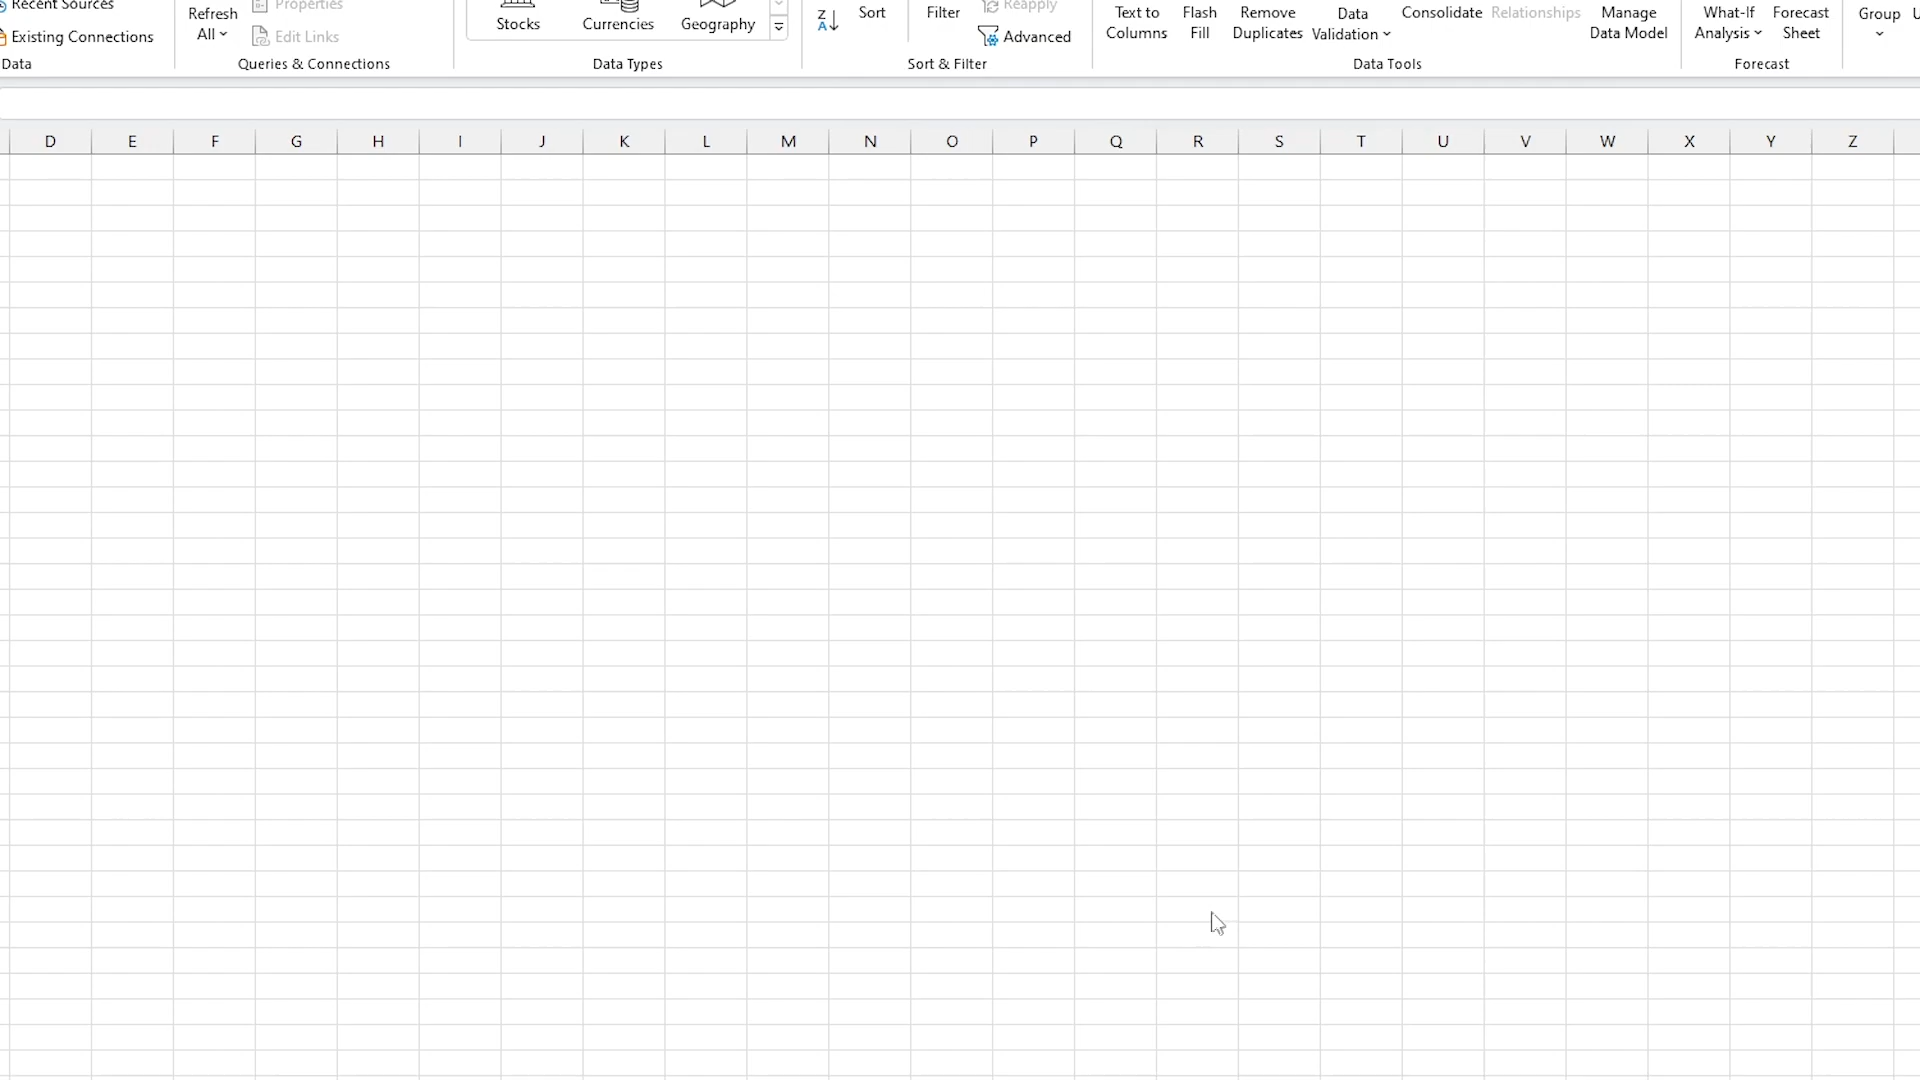 Recent Sources
Existing Connections
Data
Refresh
All
Properties
Edit Links
Queries & Connections
Stocks
Currencies
Geography
Data Types
Z
A
Sort
Filter
Reapply
Advanced
Sort & Filter
Text to
Columns
Flash
Fill
Remove
Duplicates
Data
Validation
Consolidate
Relationships
Manage
Data Model
Data Tools
What-If
Analysis
Forecast
Sheet
Forecast
Group
D E F G H I J K L M N O P Q R S T U V W X Y Z